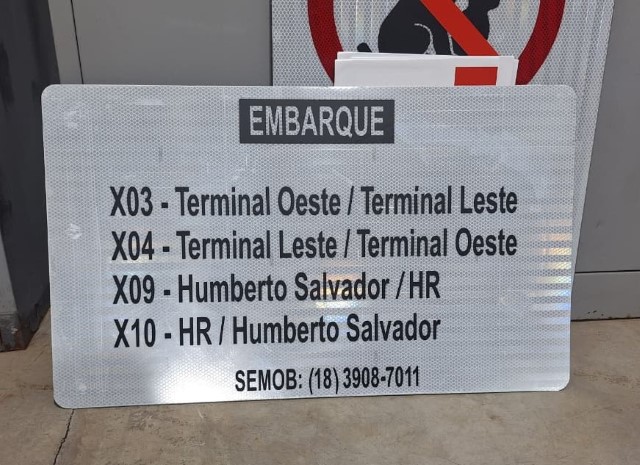 EMBARQUE
X03 - Terminal Oeste / Terminal Leste
X04 - Terminal Leste / Terminal Oeste
X09 - Humberto Salvador / HR
X10 - HR / Humberto Salvador
SEMOB: (18) 3908-7011